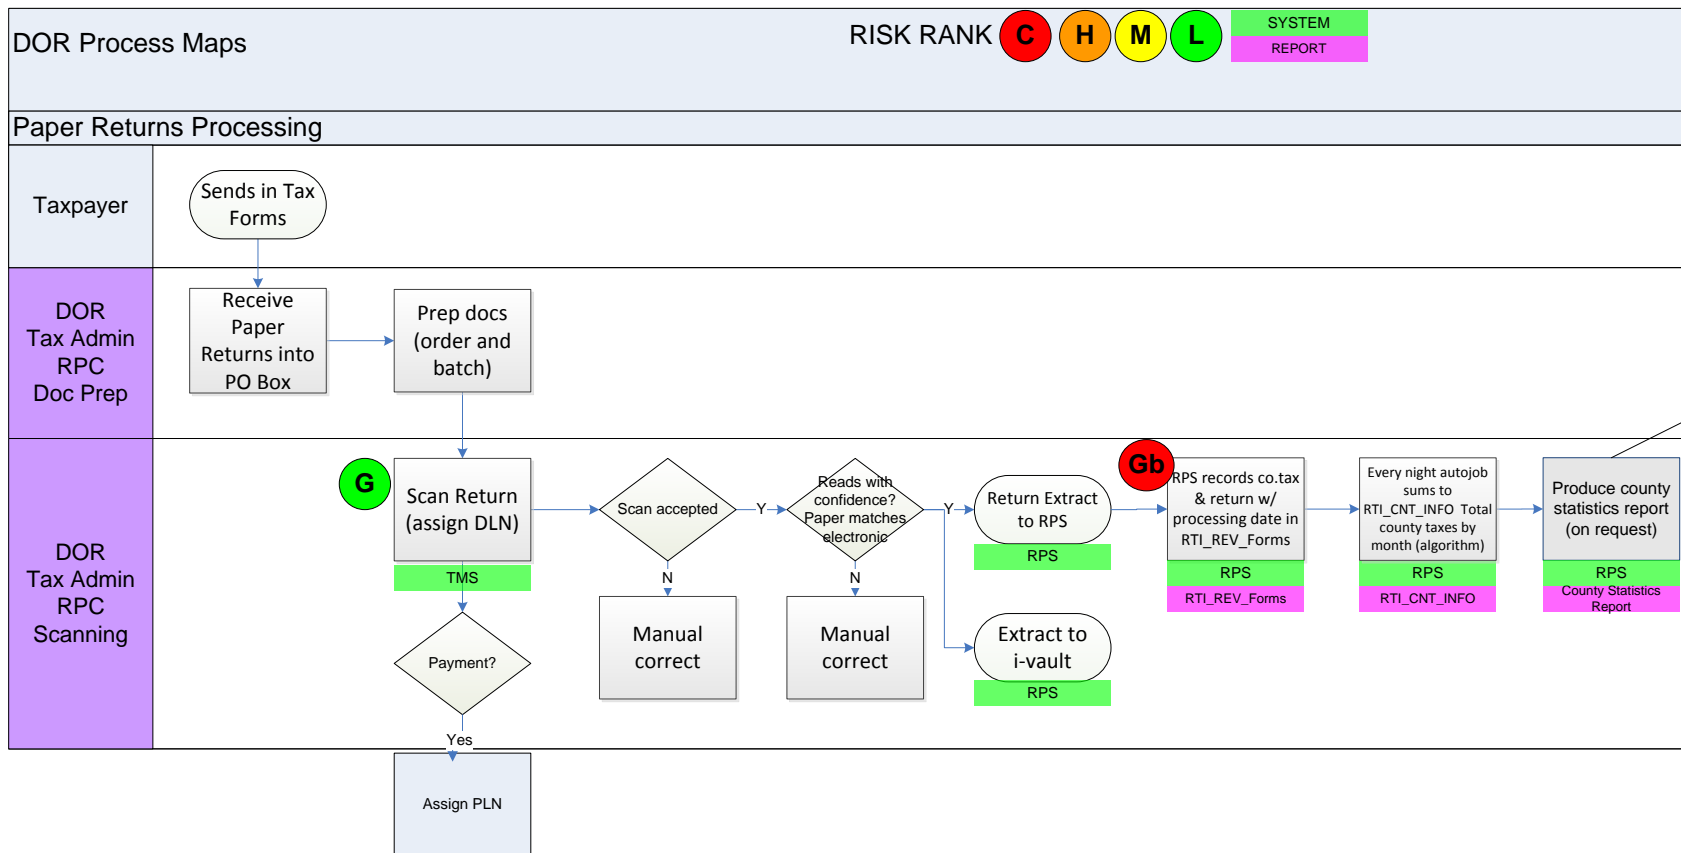 DOR Process Maps
RISK RANK
C
H
M
L
SYSTEM
REPORT
Paper Returns Processing
Taxpayer
Sends in Tax
Forms
DOR
Tax Admin
RPC
Doc Prep
Receive
Paper
Returns into
PO Box
Prep docs
(order and
batch)
DOR
Tax Admin
RPC
Scanning
G
Scan Return
(assign DLN)
TMS
Scan accepted
Y
N
Manual
correct
Reads with
confidence?
Paper matches
electronic
Y
N
Manual
correct
Return Extract
to RPS
RPS
Extract to
i-vault
RPS
Gb
RPS records co.tax
& return w/
processing date in
RTI_REV_Forms
RPS
RTI_REV_Forms
Every night autojob
sums to
RTI_CNT_INFO Total
county taxes by
month (algorithm)
RPS
RTI_CNT_INFO
Produce county
statistics report
(on request)
RPS
County Statistics
Report
Payment?
Yes
Assign PLN